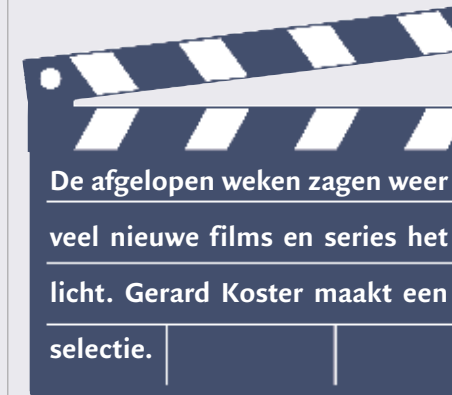 De afgelopen weken zagen weer
veel nieuwe films en series het
licht. Gerard Koster maakt een
selectie.